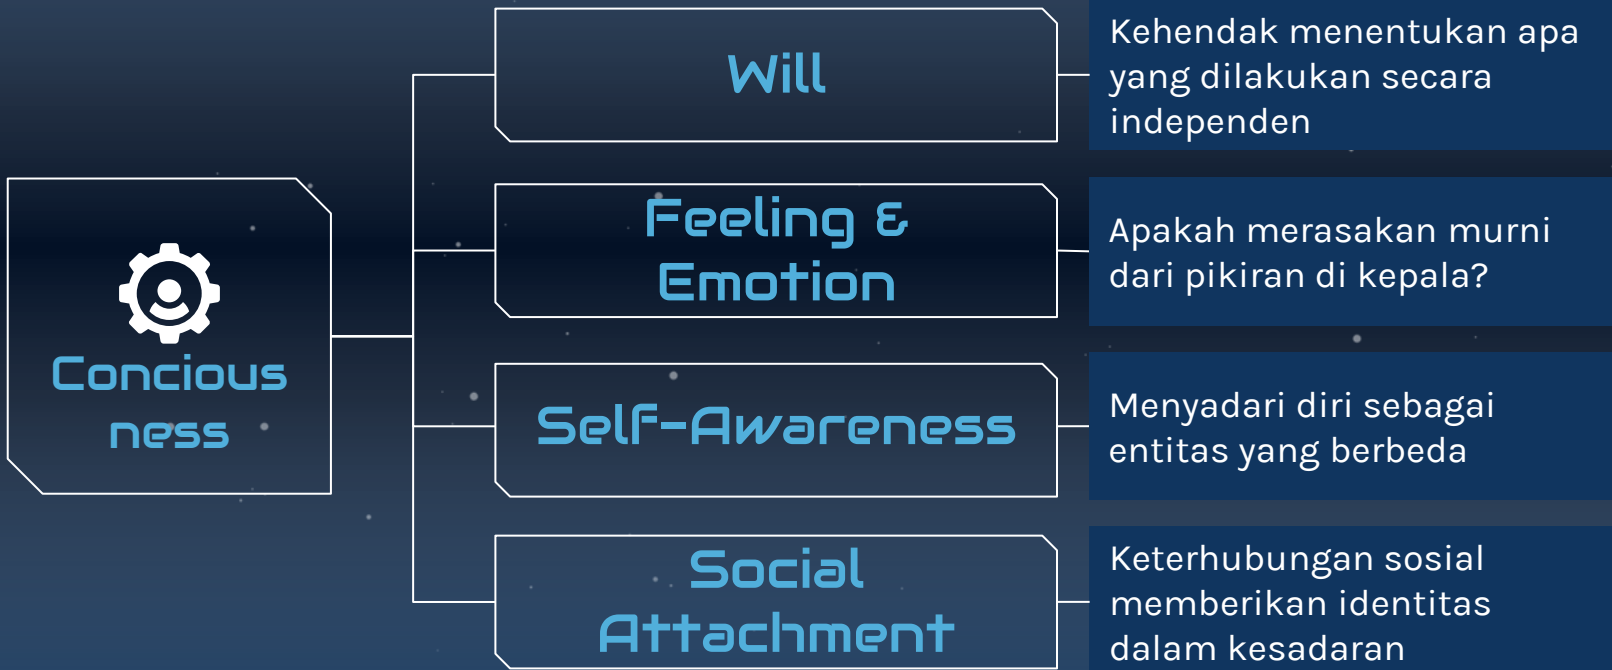 Concious
ness
Will
Kehendak menentukan apa
yang dilakukan secara
independen
Feeling &
Emotion
Apakah merasakan murni
dari pikiran di kepala?
Self-Awareness
Menyadari diri sebagai
entitas yang berbeda
Social
Attachment
Keterhubungan sosial
memberikan identitas
dalam kesadaran